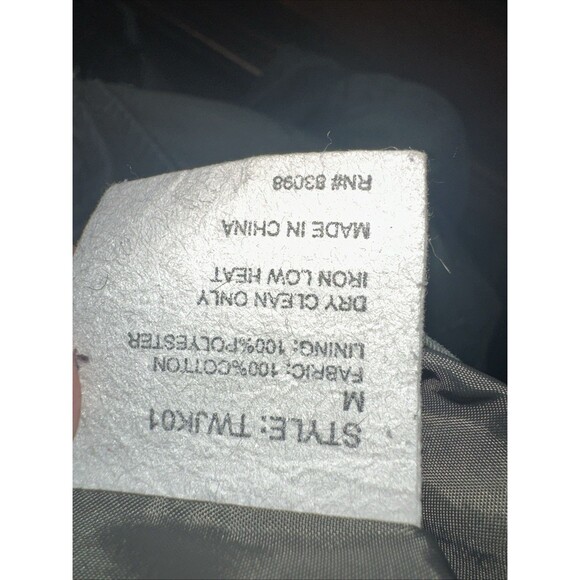 STYLE: TWJK01
M
FABRIC: 100%COTTON
LINING: 100%POLYESTER
DRY CLEAN ONLY
IRON LOW HEAT
MADE IN CHINA
RN# 83098